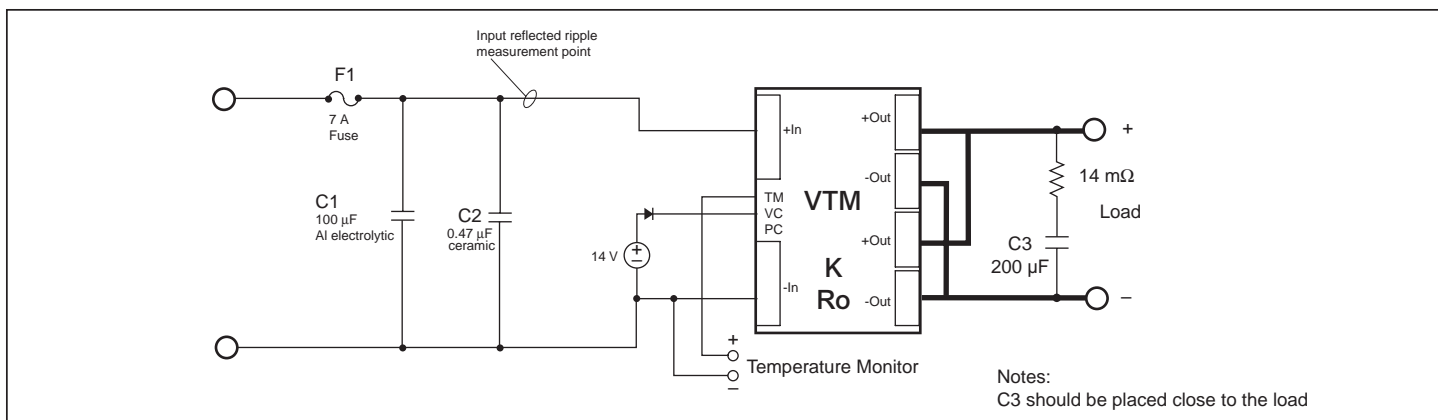 Input reflected ripple
measurement point
F1
7 A
Fuse
C1
100 μF
Al electrolytic
C2
0.47 μF
ceramic
14 V
+
−
+In
TM
VC
PC
-In
VTM
K
Ro
+Out
-Out
+Out
-Out
+
14 mΩ
Load
C3
200 µF
−
+
Temperature Monitor
−
Notes:
C3 should be placed close to the load